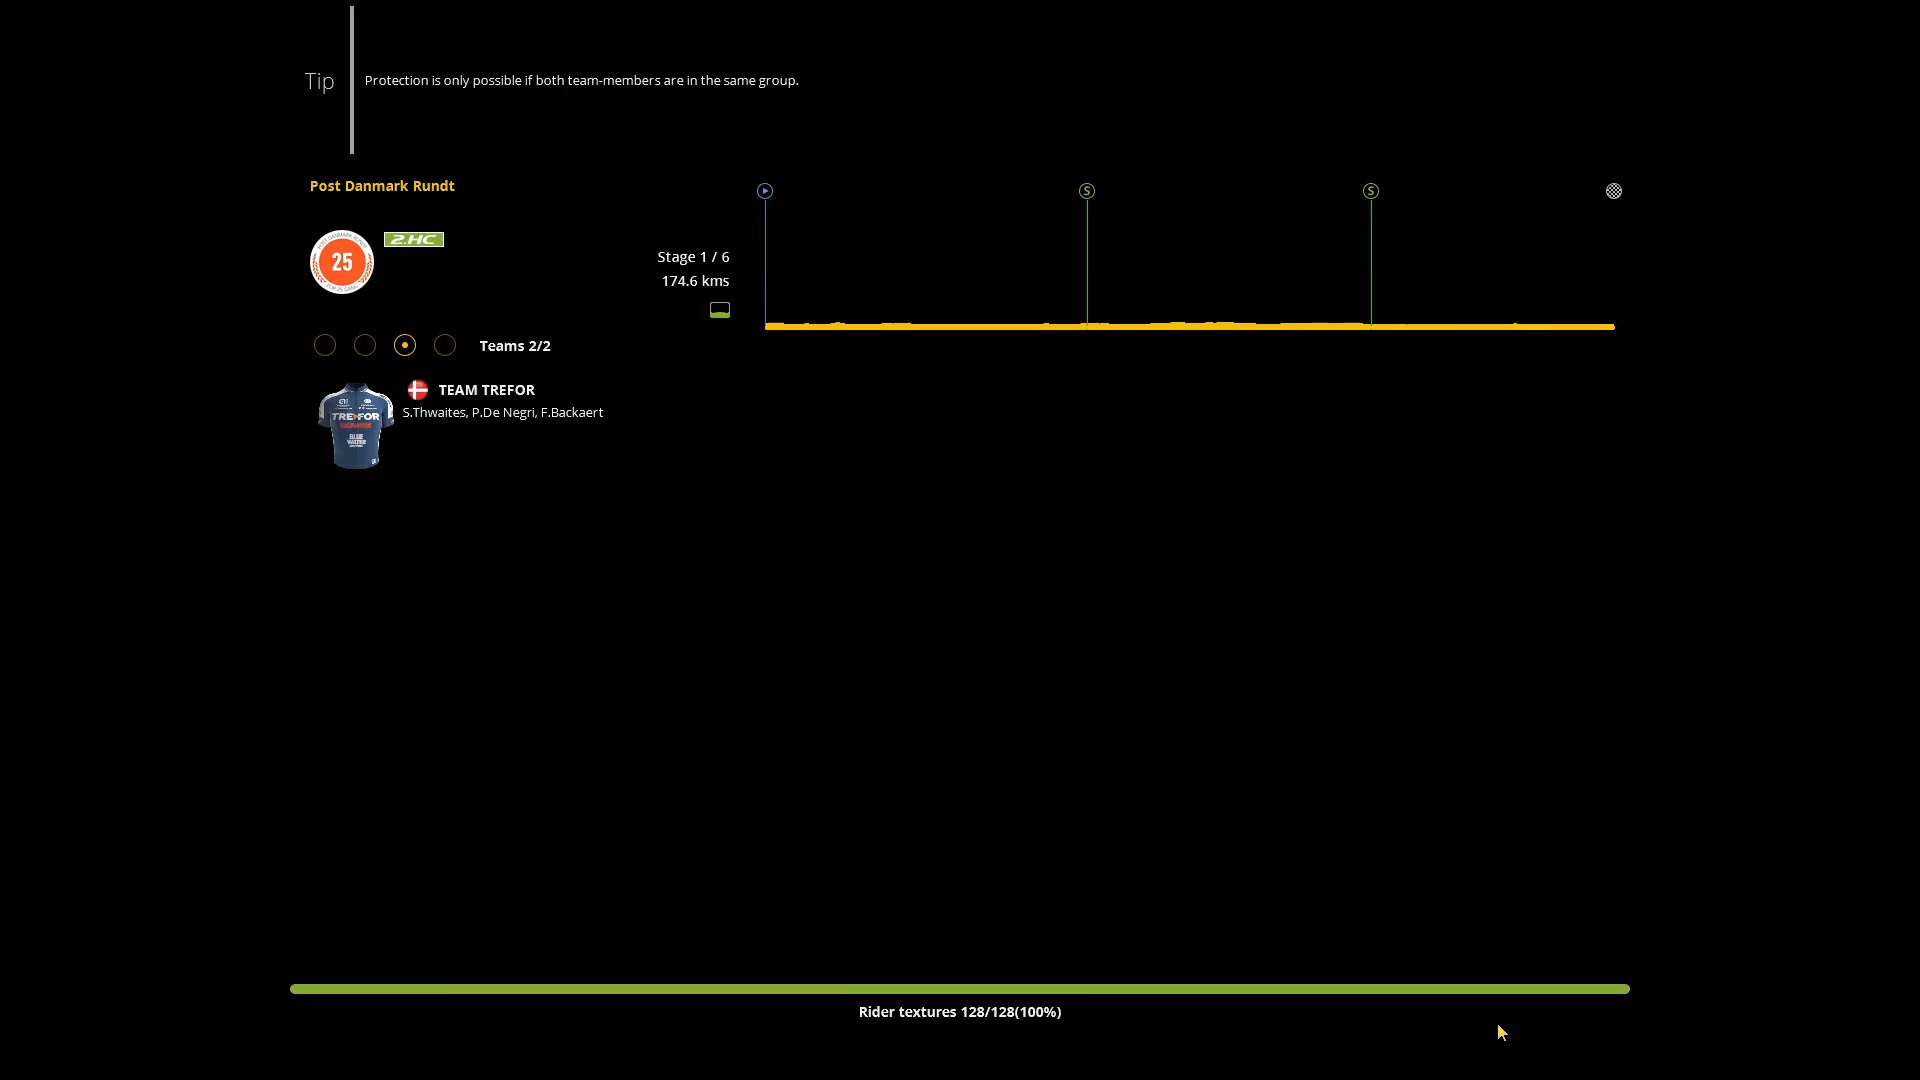 Tip
Protection is only possible if both team-members are in the same group.
Post Danmark Rundt
S
S
25
2.HC
Stage 1 / 6
174.6 kms
Teams 2/2
TEAM TREFOR
S.Thwaites, P.De Negri, F.Backaert
TRE FOR
Rider textures 128/128(100%)